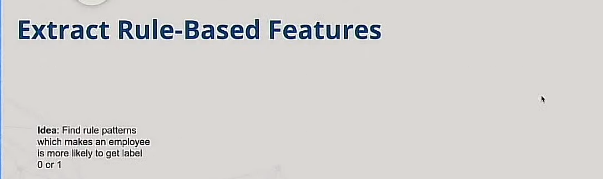 Extract Rule-Based Features
Idea: Find rule patterns
which makes an employee
is more likely to get label
0 or 1